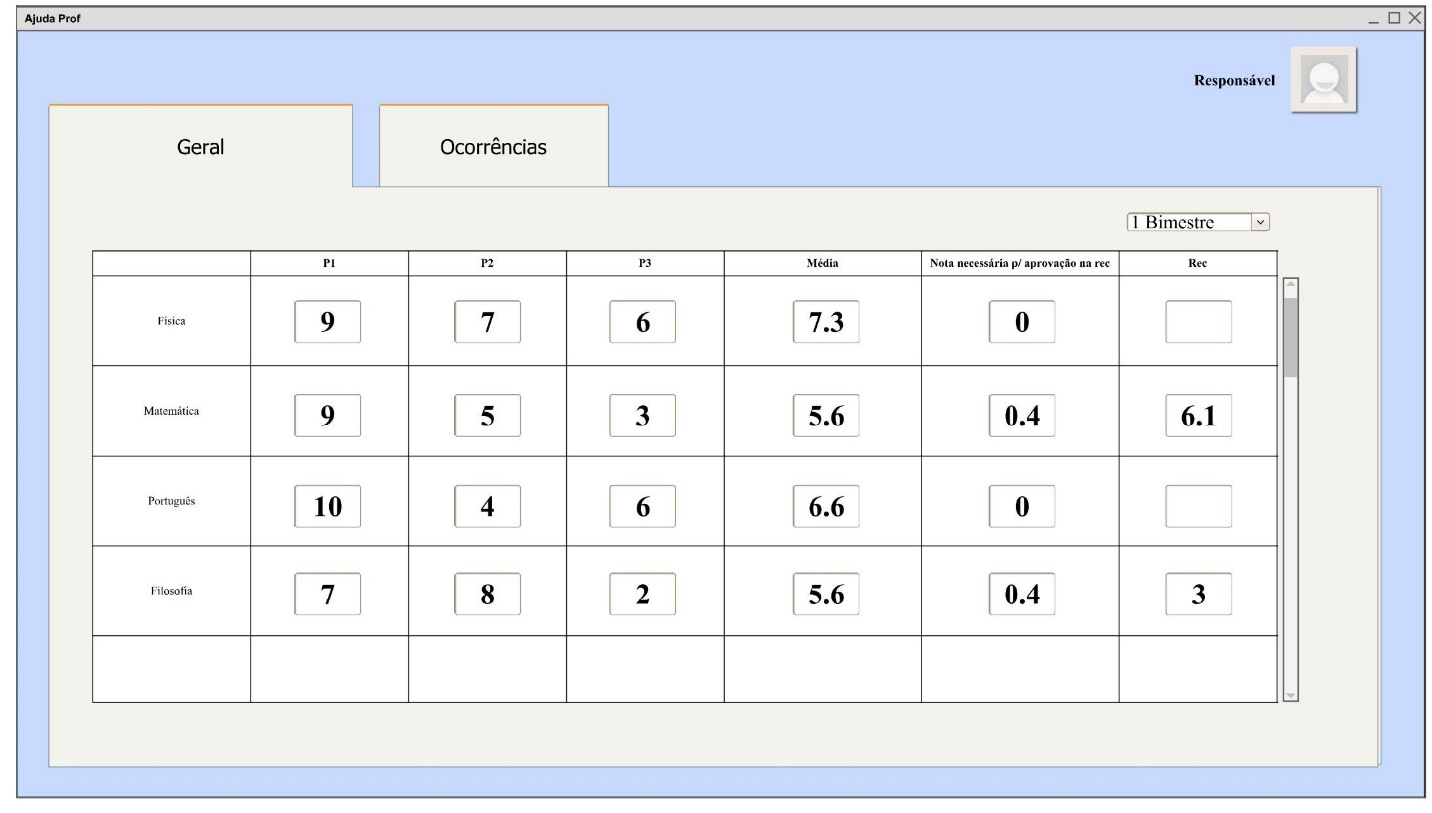 Ajuda Prof
Responsável
Geral Ocorrências
1 Bimestre
P1 P2 P3 Média Nota necessária p/ aprovação na rec Rec
Física 9 7 6 7.3 0
Matemática 9 5 3 5.6 0.4 6.1
Português 10 4 6 6.6 0
Filosofia 7 8 2 5.6 0.4 3